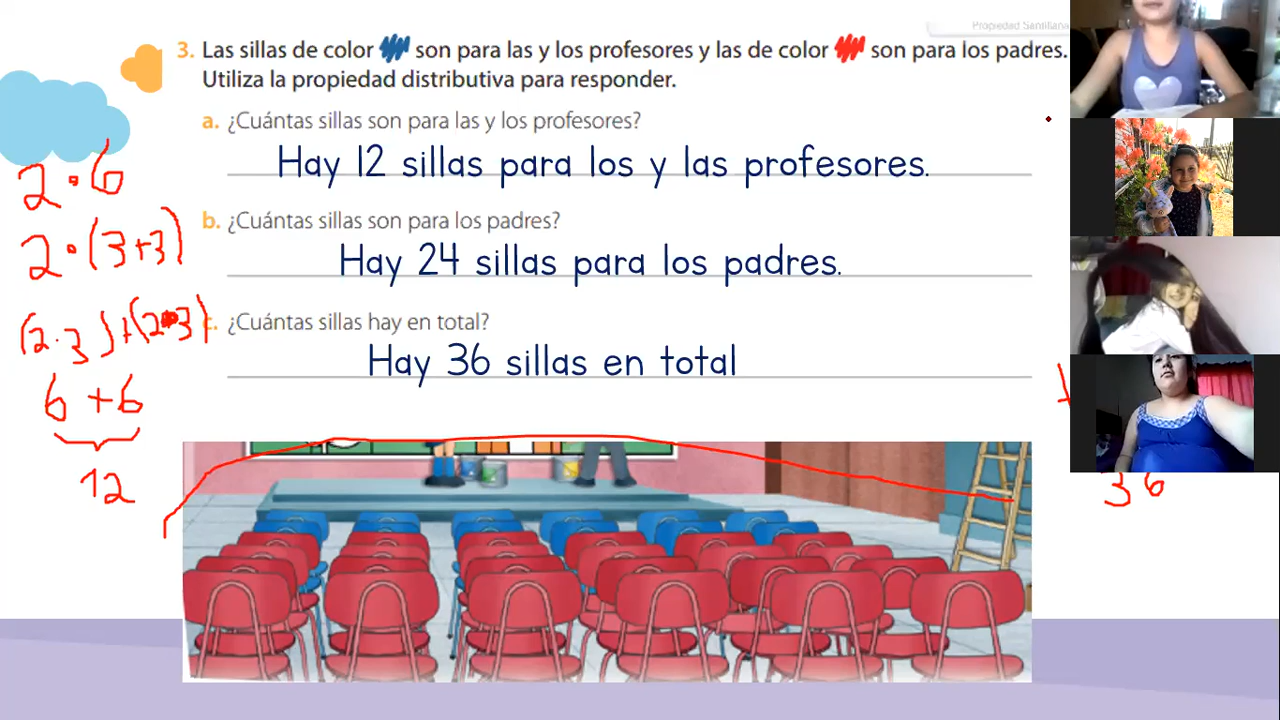 Propiedad Santillana
3. Las sillas de color son para las y los profesores y las de color son para los padres.
Utiliza la propiedad distributiva para responder.
a. ¿Cuántas sillas son para las y los profesores?
Hay 12 sillas para los y las profesores.
b. ¿Cuántas sillas son para los padres?
Hay 24 sillas para los padres.
c. ¿Cuántas sillas hay en total?
Hay 36 sillas en total
2 · 6
2 · (3+3)
(2 · 3) + (2 · 3)
6 + 6
12
36